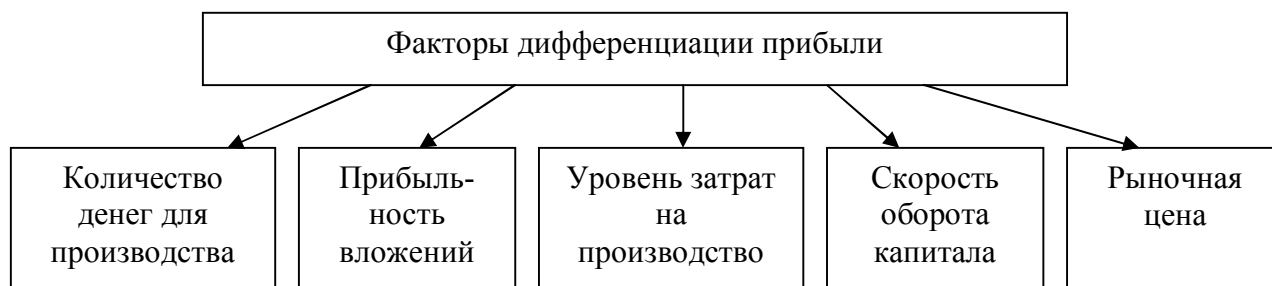 Факторы дифференциации прибыли
Количество
денег для
производства
Прибыль-
ность
вложений
Уровень затрат
на
производство
Скорость
оборота
капитала
Рыночная
цена